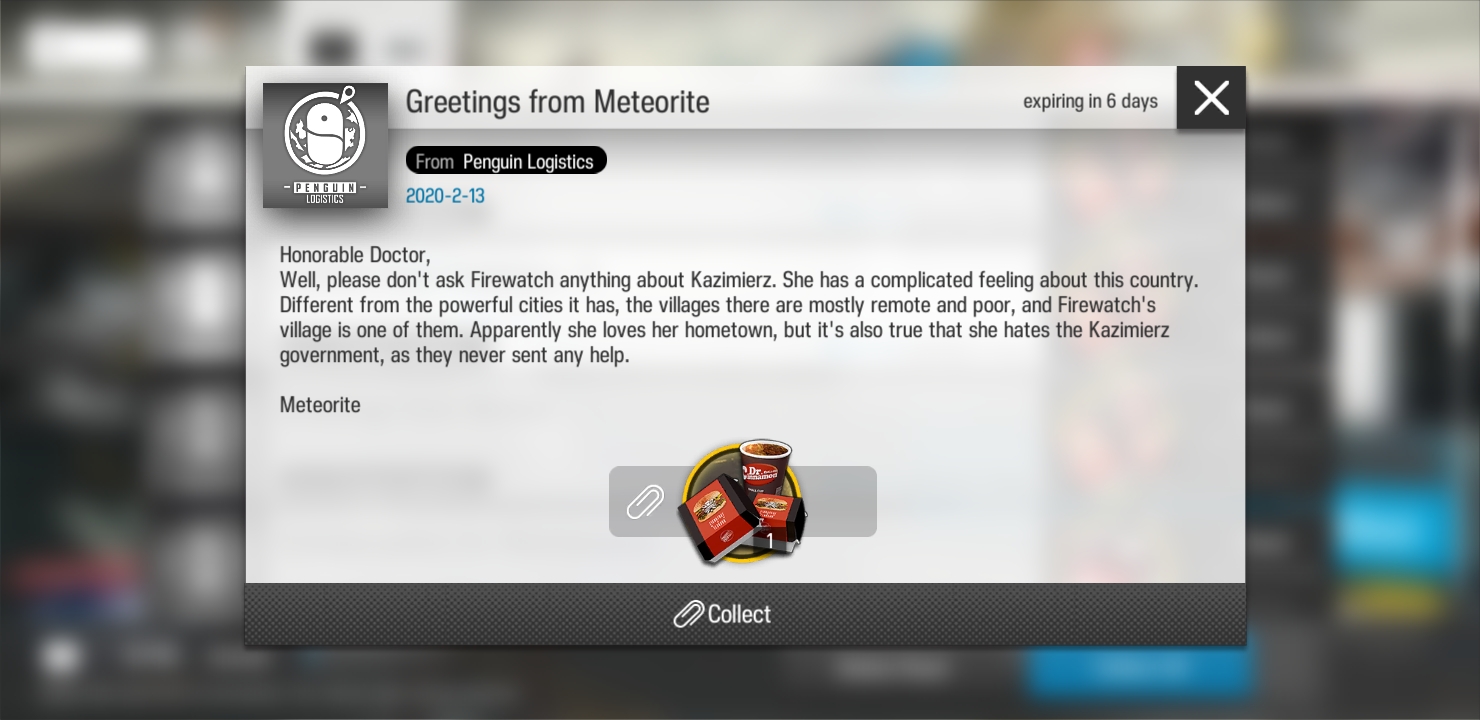 Greetings from Meteorite
expiring in 6 days
PENGUIN
LOGISTICS
From Penguin Logistics
2020-2-13
Honorable Doctor,
Well, please don't ask Firewatch anything about Kazimierz. She has a complicated feeling about this country.
Different from the powerful cities it has, the villages there are mostly remote and poor, and Firewatch's
village is one of them. Apparently she loves her hometown, but it's also true that she hates the Kazimierz
government, as they never sent any help.
Meteorite
Dr.
1
Collect